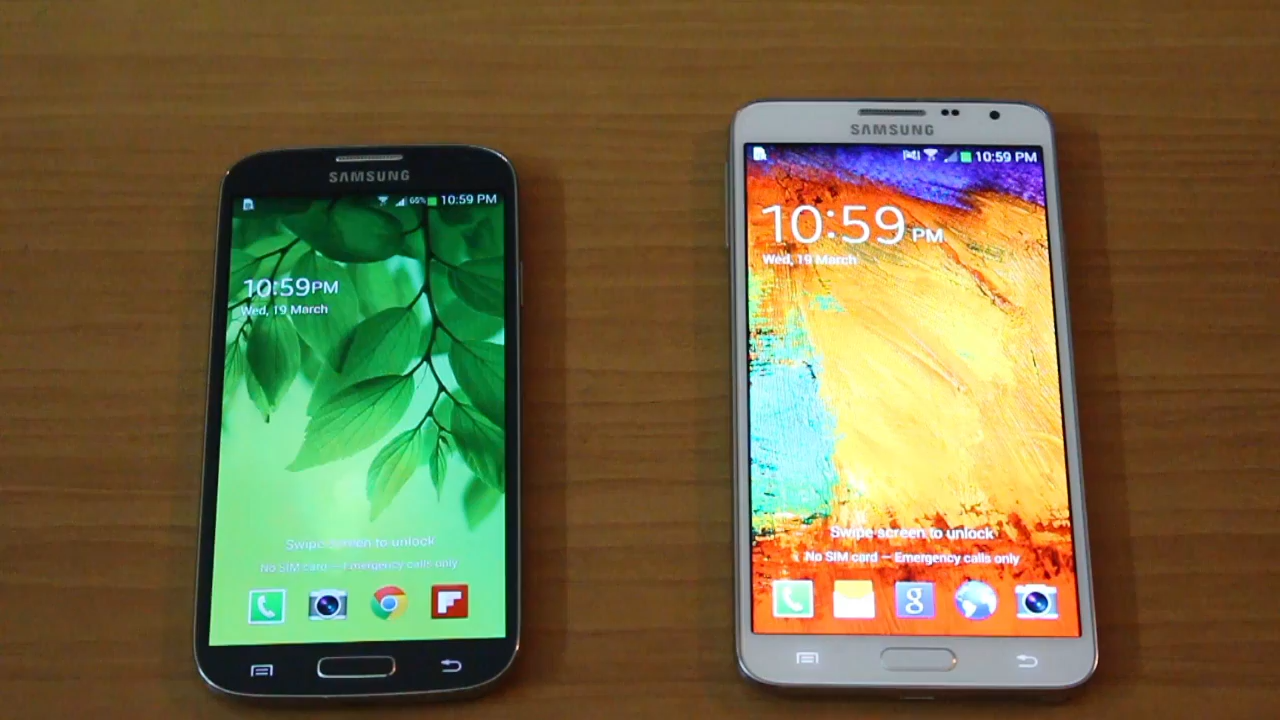 SAMSUNG
66% 10:59 PM
10:59PM
Wed, 19 March
Swipe screen to unlock
No SIM card — Emergency calls only
SAMSUNG
10:59 PM
10:59 PM
Wed, 19 March
Swipe screen to unlock
No SIM card — Emergency calls only
g